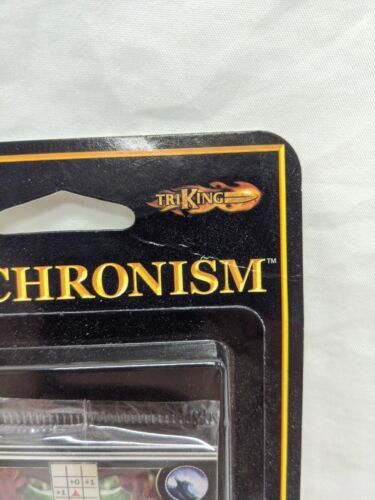 TRIKING
CHRONISM™
+0 +1
+1